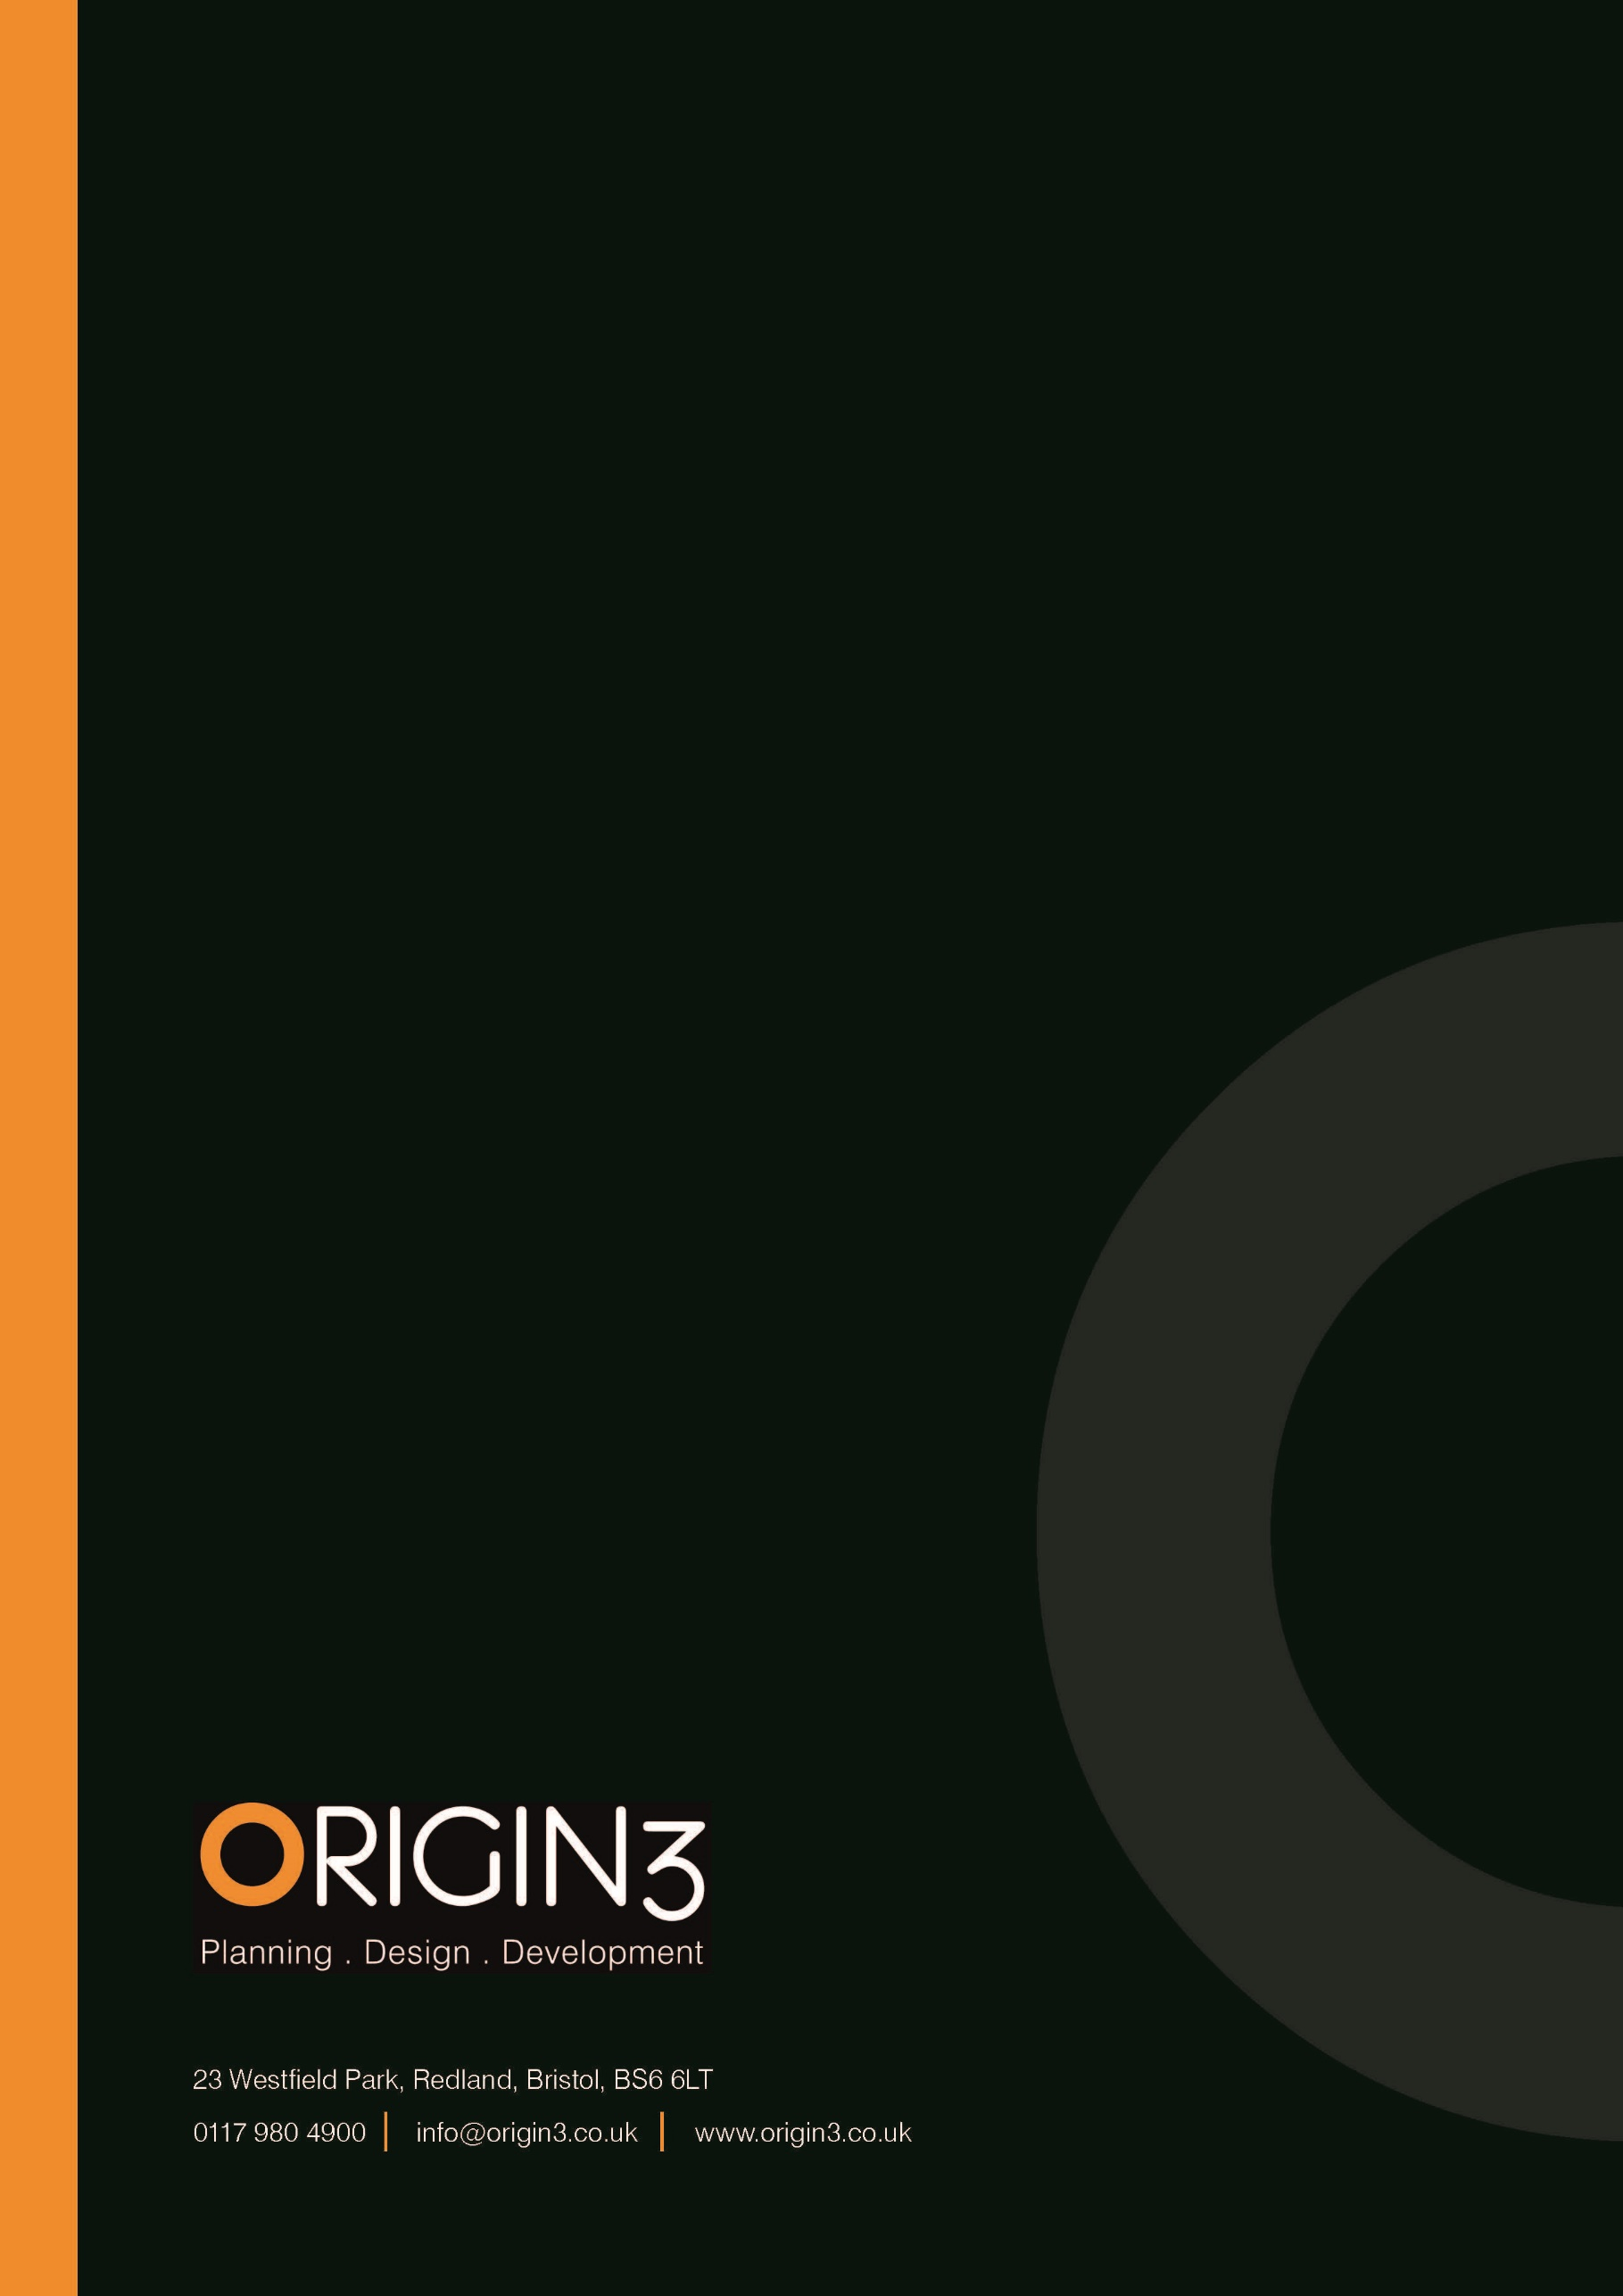 ORIGIN3
Planning . Design . Development
23 Westfield Park, Redland, Bristol, BS6 6LT
0117 980 4900 | info@origin3.co.uk | www.origin3.co.uk